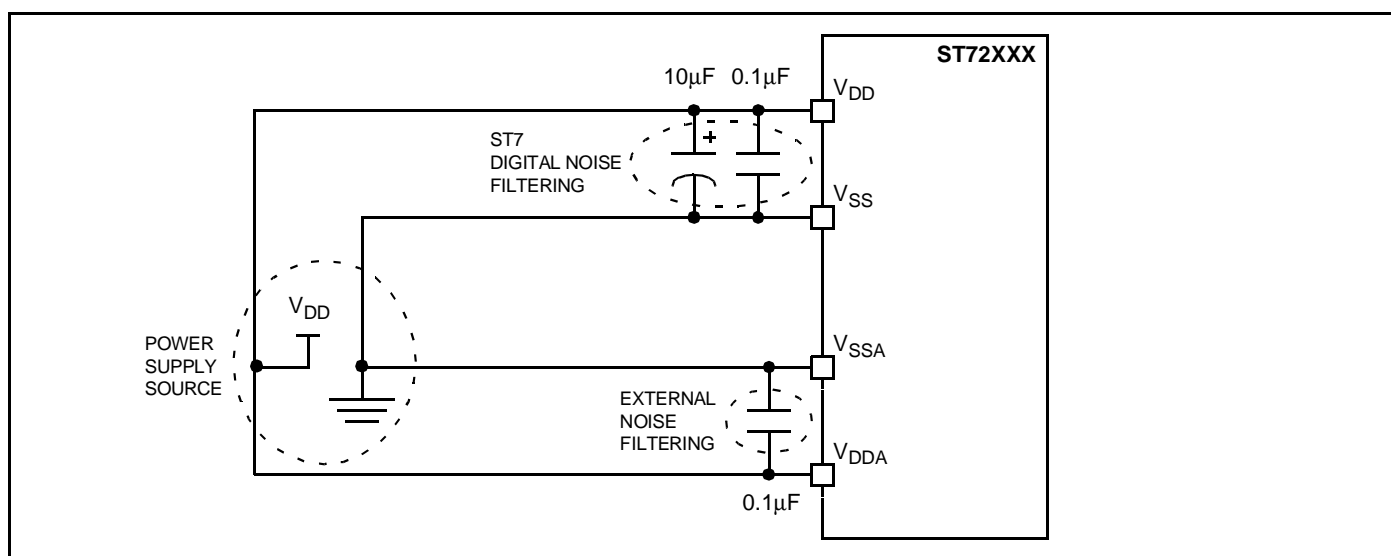 ST72XXX
10μF 0.1μF
VDD
+
ST7
DIGITAL NOISE
FILTERING
VSS
VDD
POWER
SUPPLY
SOURCE
VSSA
EXTERNAL
NOISE
FILTERING
VDDA
0.1μF